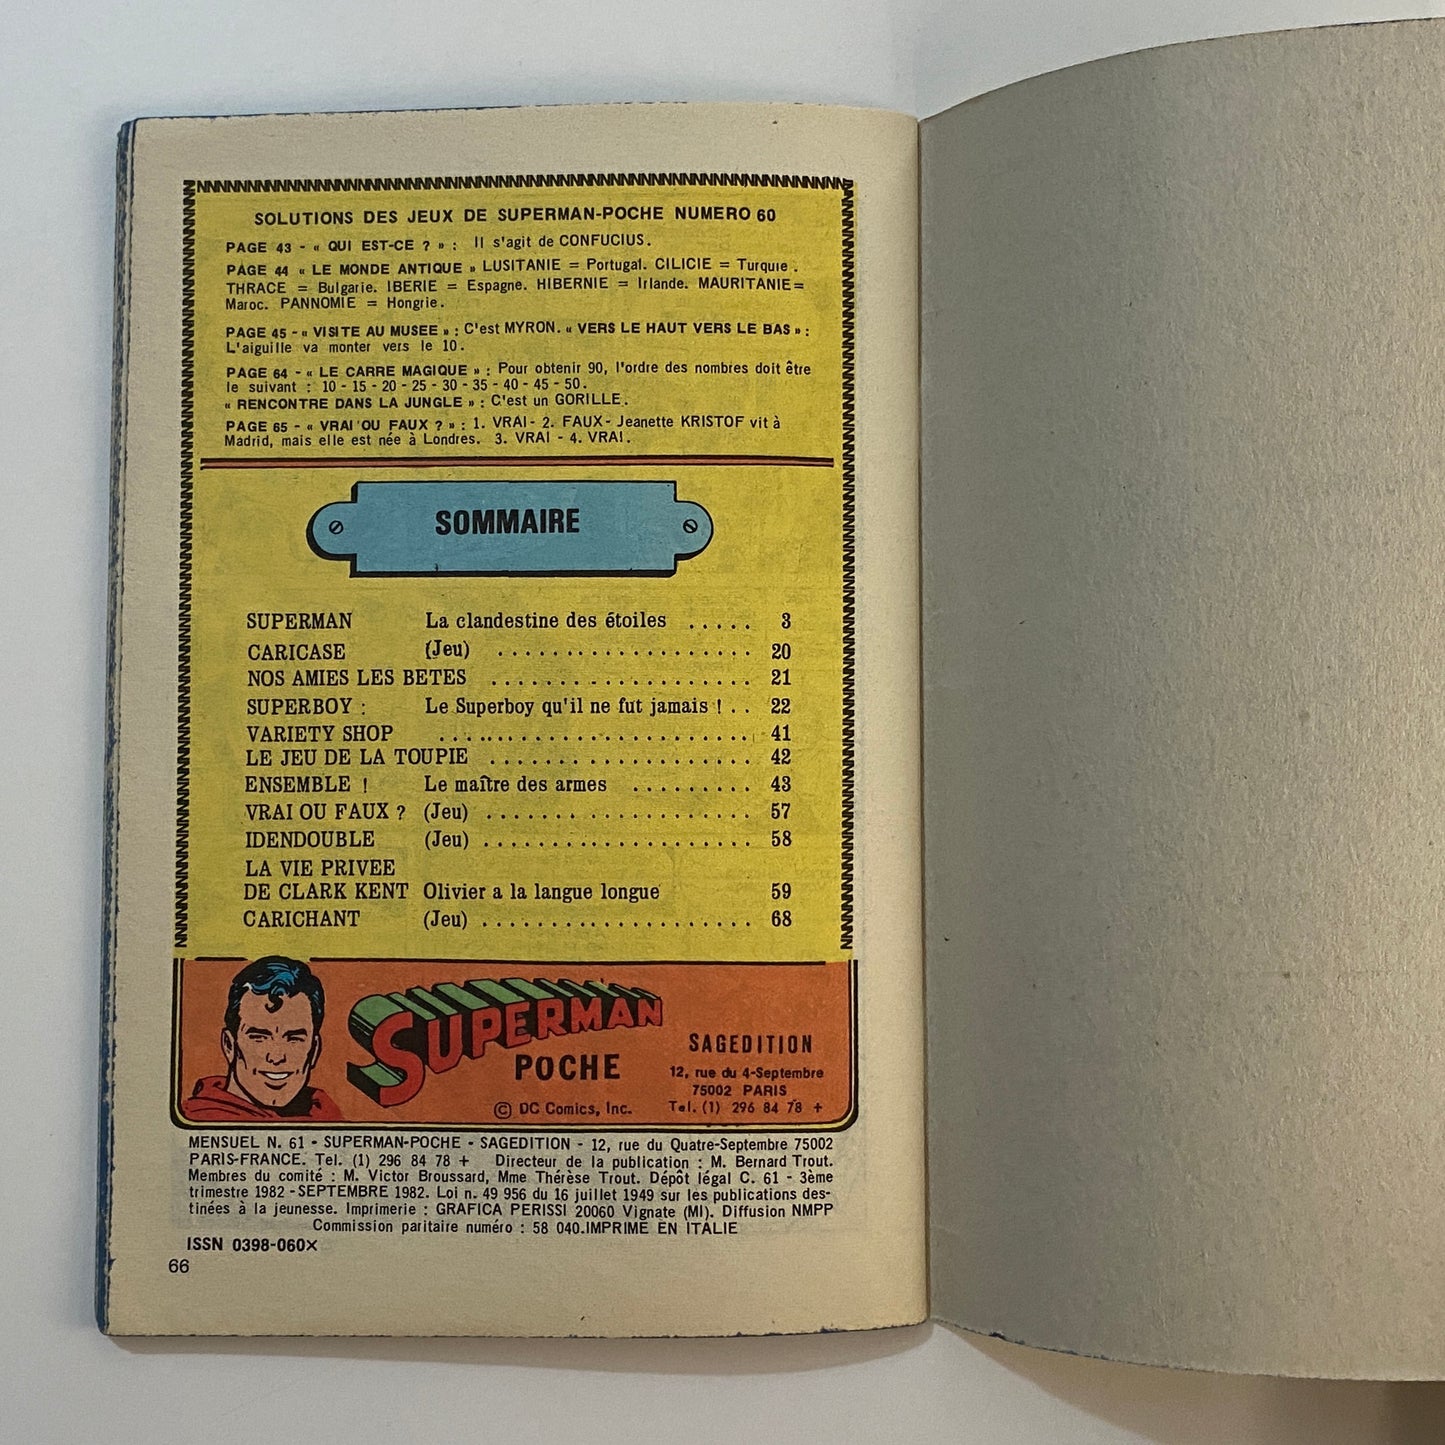 SOLUTIONS DES JEUX DE SUPERMAN-POCHE NUMERO 60
PAGE 43 - « QUI EST-CE ? » : Il s'agit de CONFUCIUS.
PAGE 44 « LE MONDE ANTIQUE » LUSITANIE = Portugal. CILICIE = Turquie.
THRACE = Bulgarie. IBERIE = Espagne. HIBERNIE = Irlande. MAURITANIE=
Maroc. PANNOMIE = Hongrie.
PAGE 45 - « VISITE AU MUSEE » : C'est MYRON. « VERS LE HAUT VERS LE BAS » :
L'aiguille va monter vers le 10.
PAGE 64 - « LE CARRE MAGIQUE » : Pour obtenir 90, l'ordre des nombres doit être
le suivant : 10 - 15 - 20 - 25 - 30 - 35 - 40 - 45 - 50.
« RENCONTRE DANS LA JUNGLE » : C'est un GORILLE.
PAGE 65 - « VRAI OU FAUX ? » : 1. VRAI - 2. FAUX - Jeanette KRISTOF vit à
Madrid, mais elle est née à Londres. 3. VRAI - 4. VRAI.
SOMMAIRE
SUPERMAN La clandestine des étoiles ..... 3
CARICASE (Jeu) ................... 20
NOS AMIES LES BETES ................... 21
SUPERBOY : Le Superboy qu'il ne fut jamais ! .. 22
VARIETY SHOP ....................... 41
LE JEU DE LA TOUPIE ................... 42
ENSEMBLE ! Le maître des armes ......... 43
VRAI OU FAUX ? (Jeu) ................... 57
IDENDOUBLE (Jeu) .................... 58
LA VIE PRIVEE
DE CLARK KENT Olivier a la langue longue 59
CARICHANT (Jeu) .................... 68
SUPERMAN
POCHE
© DC Comics, Inc.
SAGEDITION
12, rue du 4-Septembre
75002 PARIS
Tel. (1) 296 84 78 +
MENSUEL N. 61 - SUPERMAN-POCHE - SAGEDITION - 12, rue du Quatre-Septembre 75002
PARIS-FRANCE. Tel. (1) 296 84 78 + Directeur de la publication : M. Bernard Trout.
Membres du comité : M. Victor Broussard, Mme Thérèse Trout. Dépôt légal C. 61 - 3ème
trimestre 1982 - SEPTEMBRE 1982. Loi n. 49 956 du 16 juillet 1949 sur les publications des-
tinées à la jeunesse. Imprimerie : GRAFICA PERISSI 20060 Vignate (MI). Diffusion NMPP
Commission paritaire numéro : 58 040. IMPRIME EN ITALIE
ISSN 0398-060X
66